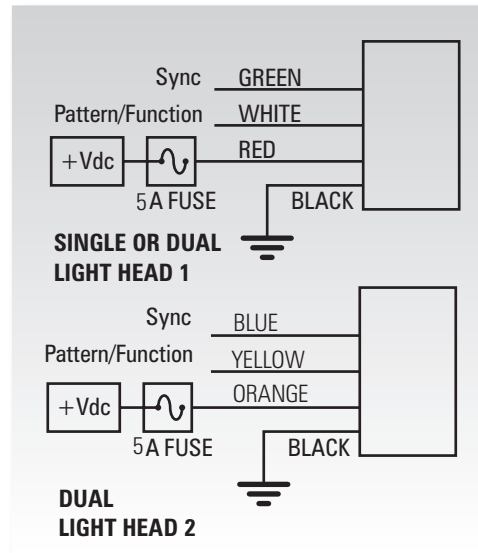 Sync GREEN
Pattern/Function WHITE
+Vdc RED
5A FUSE BLACK
SINGLE OR DUAL
LIGHT HEAD 1
Sync BLUE
Pattern/Function YELLOW
+Vdc ORANGE
5A FUSE BLACK
DUAL
LIGHT HEAD 2